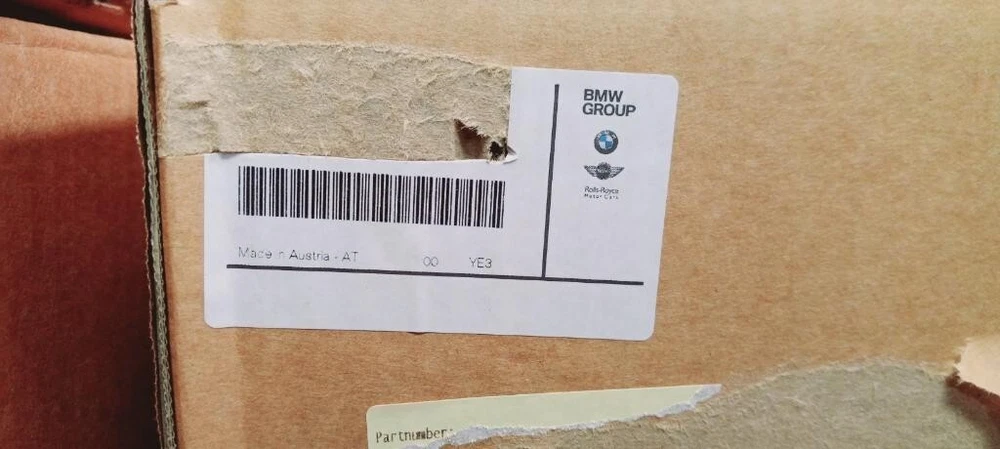 BMW
GROUP
Rolls-Royce
Motor Cars
Made in Austria - AT 00 YE3
Partnumber: